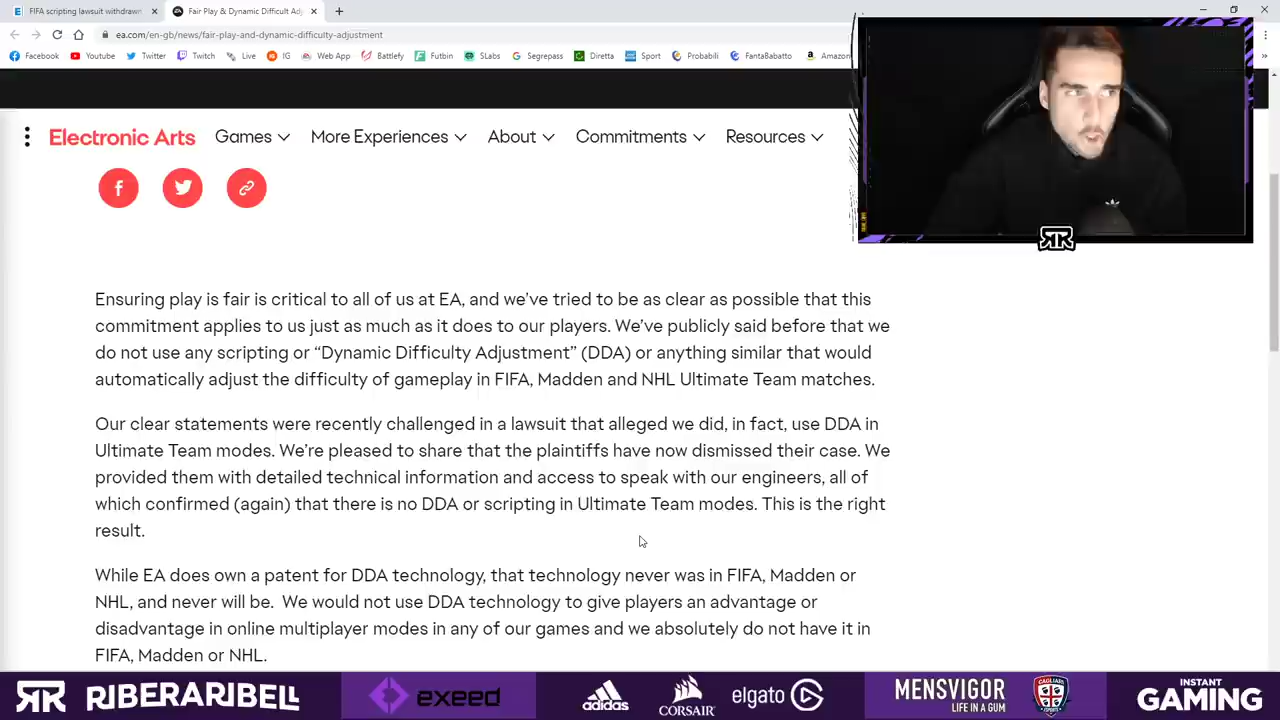 FIFA scripting lawsuit withdrawn
Fair Play & Dynamic Difficult Adj
ea.com/en-gb/news/fair-play-and-dynamic-difficulty-adjustment
Facebook Youtube Twitter Twitch Live IG Web App Battlefy Futbin SLabs Segrepass Diretta Sport Probabili FantaBabatto Amazon
Electronic Arts Games More Experiences About Commitments Resources
Ensuring play is fair is critical to all of us at EA, and we've tried to be as clear as possible that this
commitment applies to us just as much as it does to our players. We've publicly said before that we
do not use any scripting or “Dynamic Difficulty Adjustment” (DDA) or anything similar that would
automatically adjust the difficulty of gameplay in FIFA, Madden and NHL Ultimate Team matches.
Our clear statements were recently challenged in a lawsuit that alleged we did, in fact, use DDA in
Ultimate Team modes. We're pleased to share that the plaintiffs have now dismissed their case. We
provided them with detailed technical information and access to speak with our engineers, all of
which confirmed (again) that there is no DDA or scripting in Ultimate Team modes. This is the right
result.
While EA does own a patent for DDA technology, that technology never was in FIFA, Madden or
NHL, and never will be. We would not use DDA technology to give players an advantage or
disadvantage in online multiplayer modes in any of our games and we absolutely do not have it in
FIFA, Madden or NHL.
RIBERARIBELL exeed adidas CORSAIR elgato MENSVIGOR
LIFE IN A GUM
CAGLIARI
INSTANT
GAMING